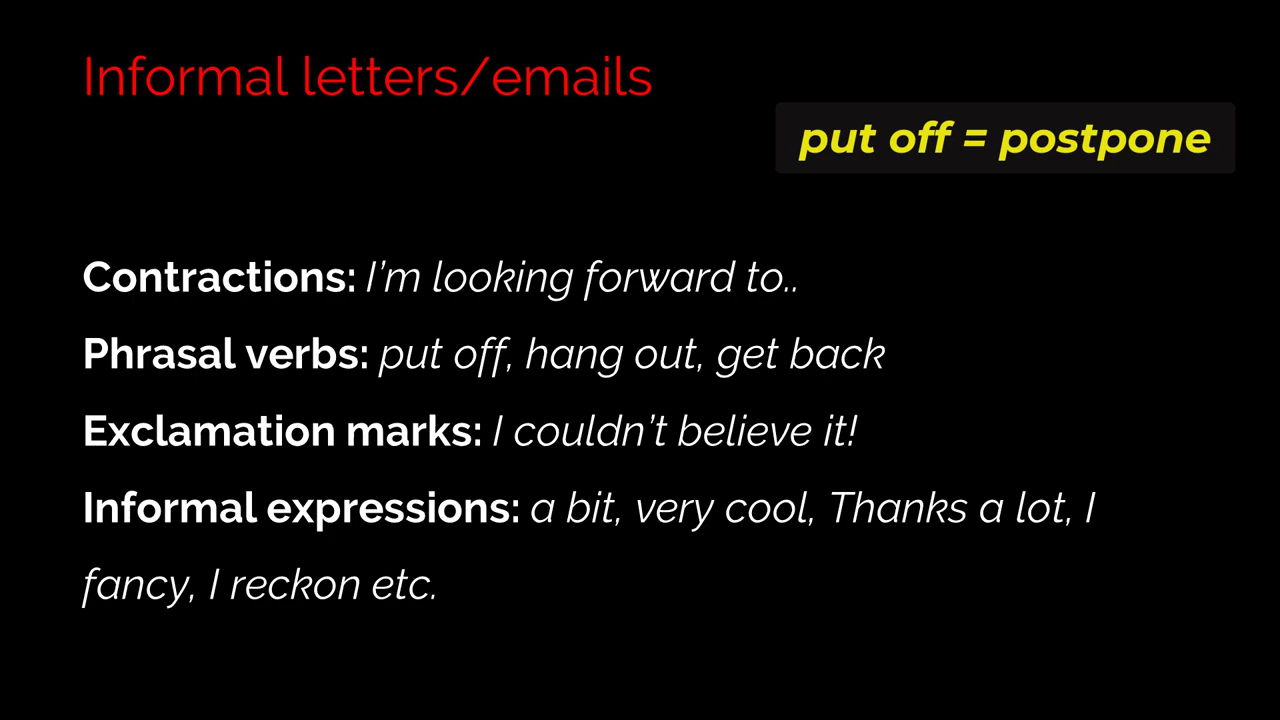 Informal letters/emails
put off = postpone
Contractions: I’m looking forward to..
Phrasal verbs: put off, hang out, get back
Exclamation marks: I couldn’t believe it!
Informal expressions: a bit, very cool, Thanks a lot, I
fancy, I reckon etc.